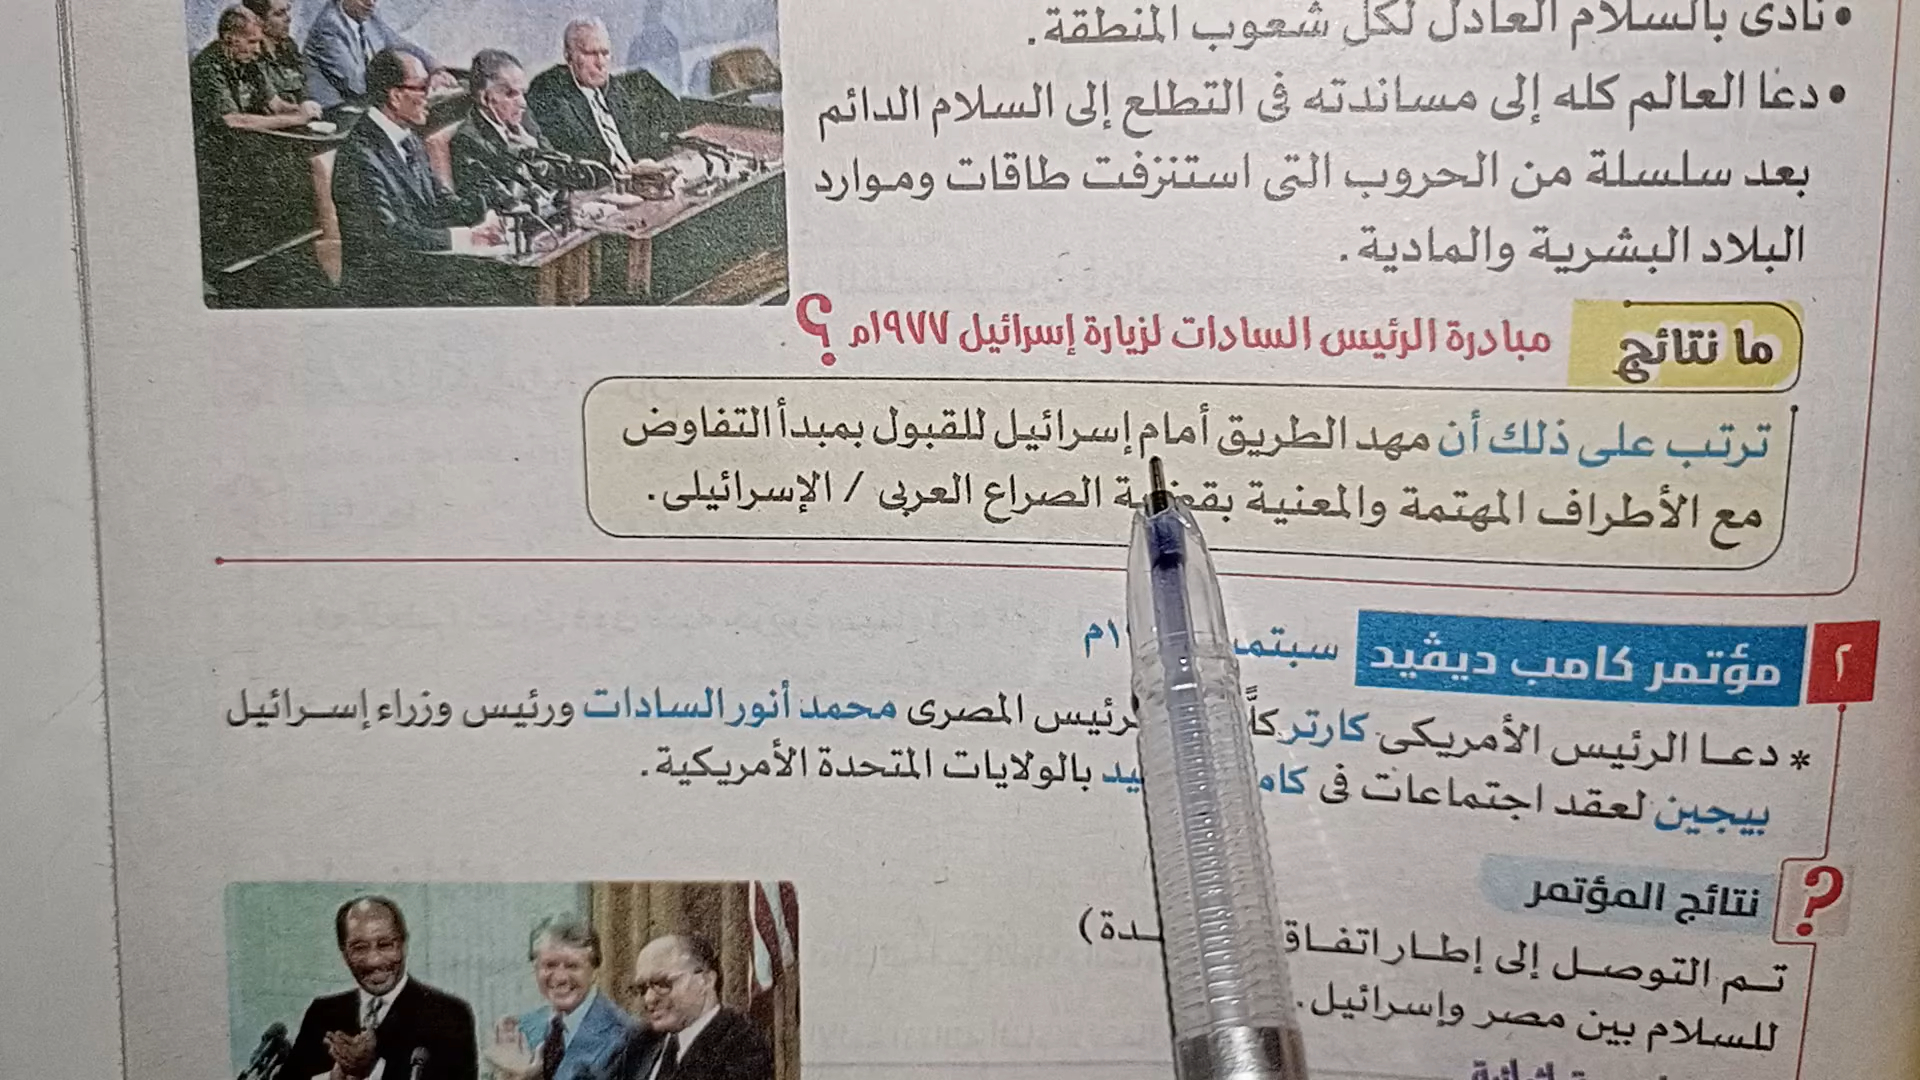 • نادى بالسلام العادل لكل شعوب المنطقة.
• دعا العالم كله إلى مساندته فى التطلع إلى السلام الدائم
بعد سلسلة من الحروب التى استنزفت طاقات وموارد
البلاد البشرية والمادية.
ما نتائج مبادرة الرئيس السادات لزيارة إسرائيل ١٩٧٧م ؟
ترتب على ذلك أن مهد الطريق أمام إسرائيل للقبول بمبدأ التفاوض
مع الأطراف المهتمة والمعنية الصراع العربى / الإسرائيلى.
٢ مؤتمر كامب ديڤيد
* دعا الرئيس الأمريكى كارتر المصرى محمد أنور السادات ورئيس وزراء إسرائيل
بيجين لعقد اجتماعات فى بالولايات المتحدة الأمريكية.
؟ نتائج المؤتمر
تم التوصل إلى إطار
للسلام بين مصر وإسرائيل.